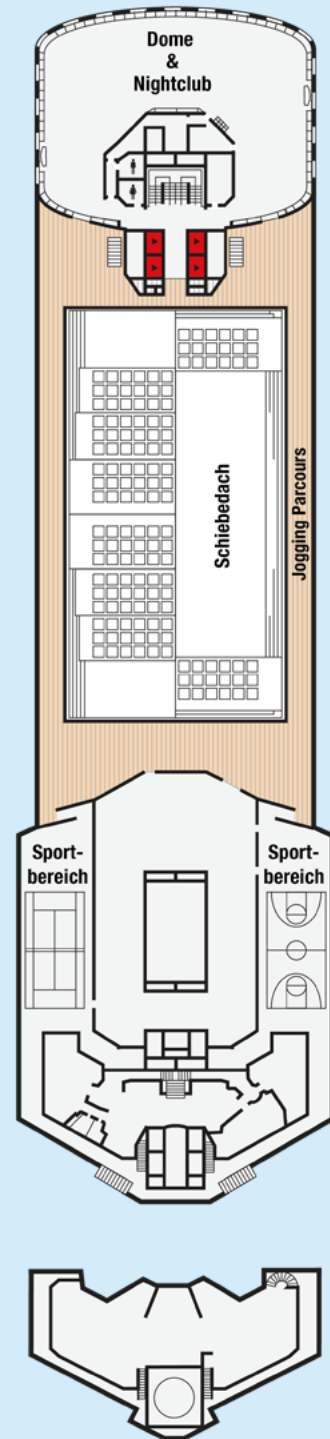 Dome
&
Nightclub
Schiebedach
Jogging Parcours
Sport-
bereich
Sport-
bereich